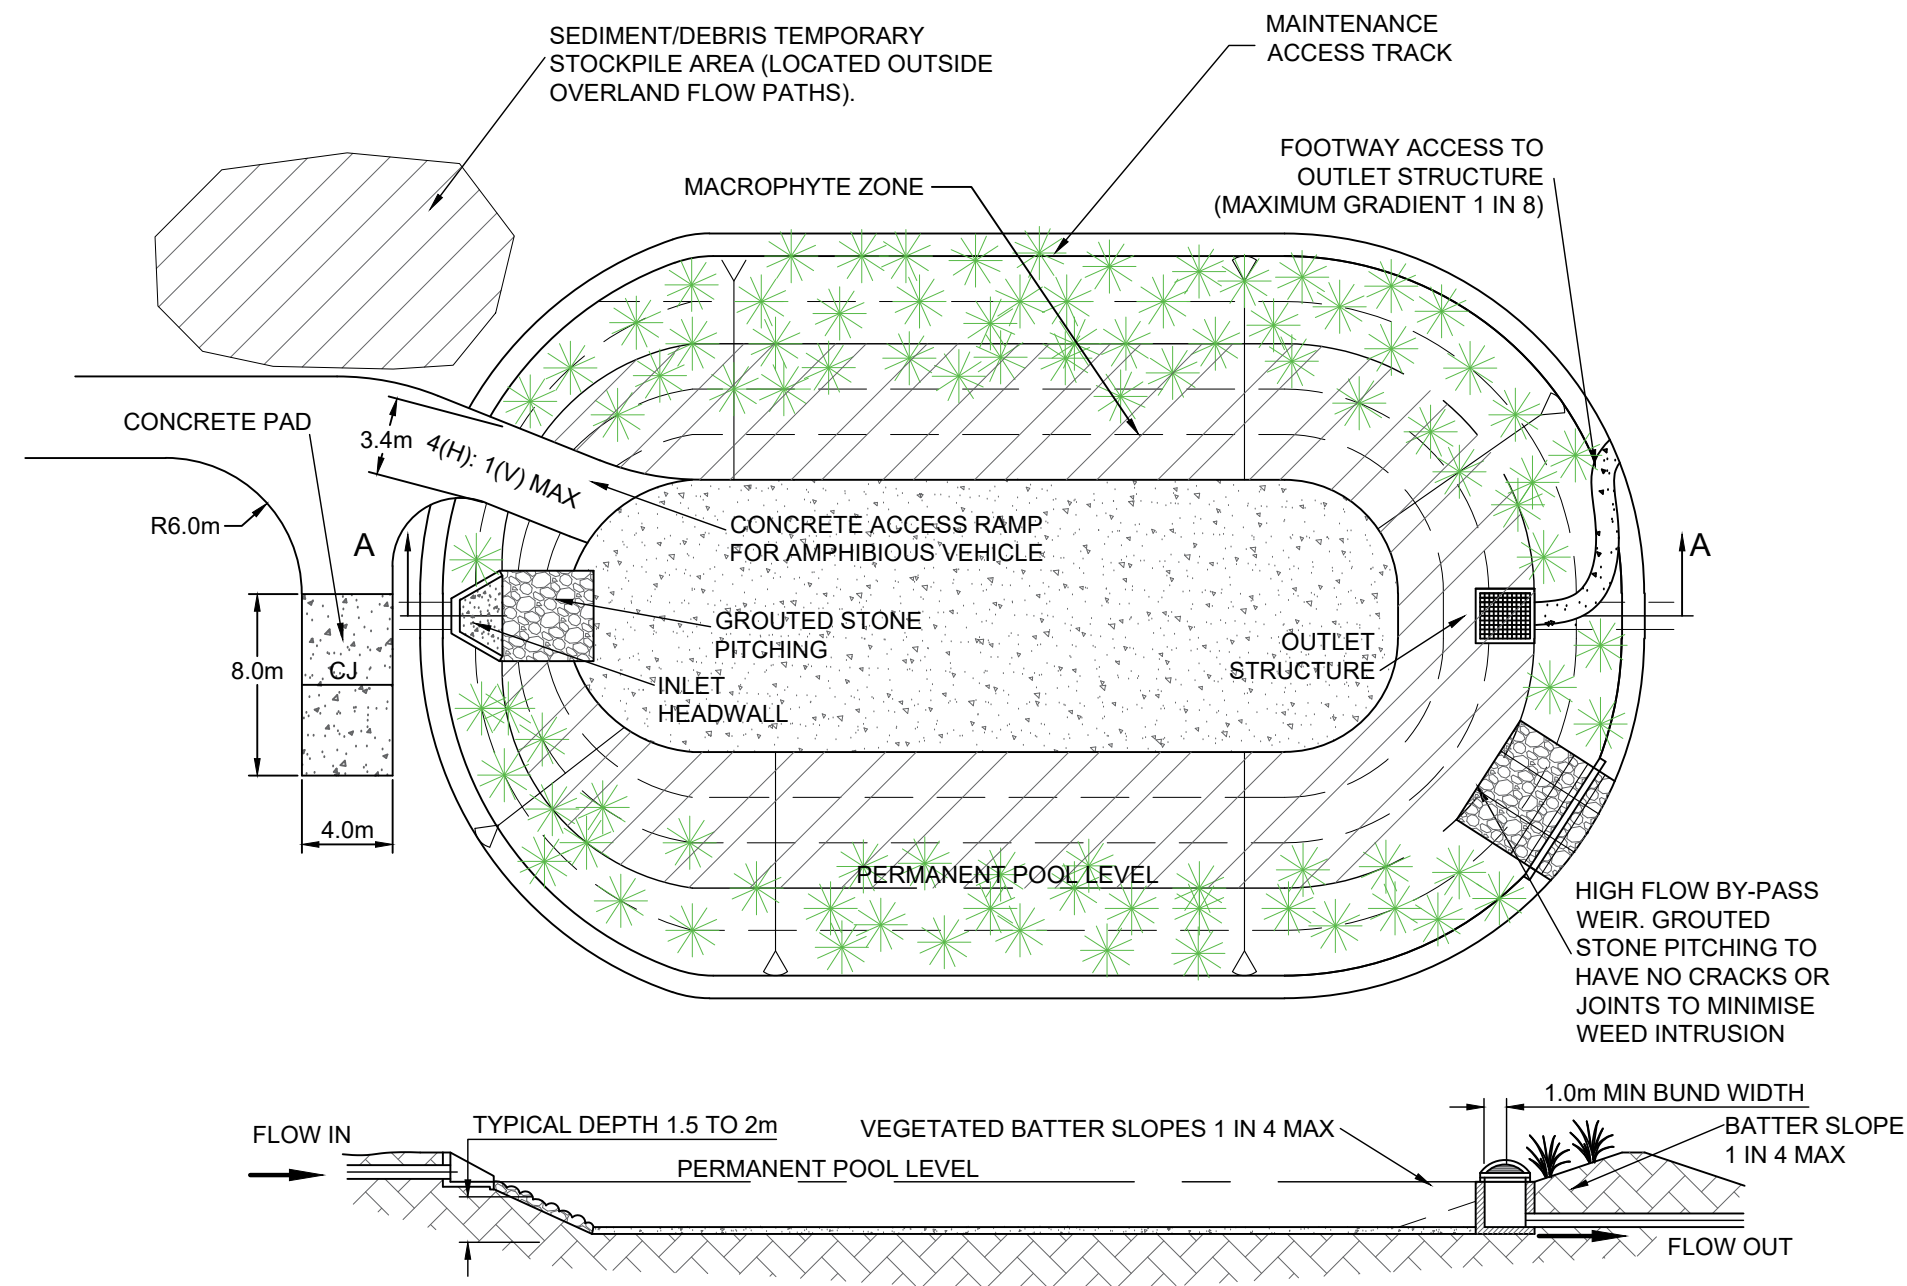 SEDIMENT/DEBRIS TEMPORARY
STOCKPILE AREA (LOCATED OUTSIDE
OVERLAND FLOW PATHS).
MAINTENANCE
ACCESS TRACK
FOOTWAY ACCESS TO
OUTLET STRUCTURE
(MAXIMUM GRADIENT 1 IN 8)
MACROPHYTE ZONE
CONCRETE PAD
3.4m
4(H): 1(V) MAX
R6.0m
A
CONCRETE ACCESS RAMP
FOR AMPHIBIOUS VEHICLE
A
GROUTED STONE
PITCHING
OUTLET
STRUCTURE
8.0m
CJ
INLET
HEADWALL
4.0m
PERMANENT POOL LEVEL
HIGH FLOW BY-PASS
WEIR. GROUTED
STONE PITCHING TO
HAVE NO CRACKS OR
JOINTS TO MINIMISE
WEED INTRUSION
1.0m MIN BUND WIDTH
FLOW IN
TYPICAL DEPTH 1.5 TO 2m
VEGETATED BATTER SLOPES 1 IN 4 MAX
BATTER SLOPE
1 IN 4 MAX
PERMANENT POOL LEVEL
FLOW OUT